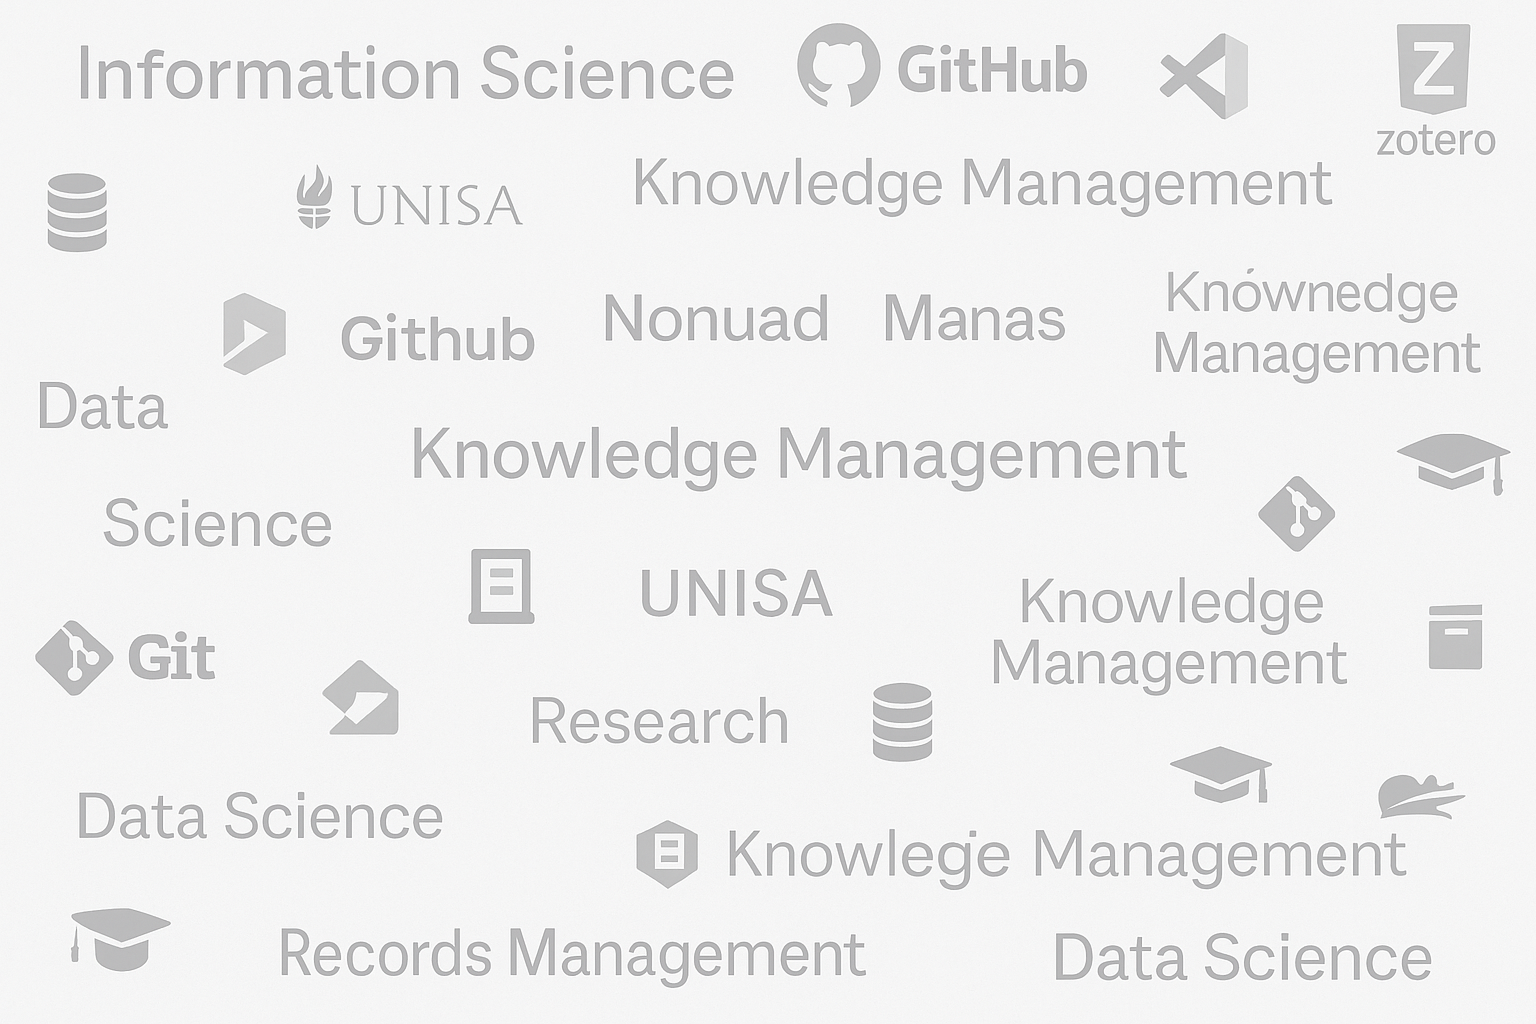 Information Science
GitHub
zotero
UNISA
Knowledge Management
Github
Nonuad Manas
Knównedge
Management
Data
Knowledge Management
Science
UNISA
Knowledge
Management
Git
Research
Data Science
Knowleģe Management
Records Management
Data Science